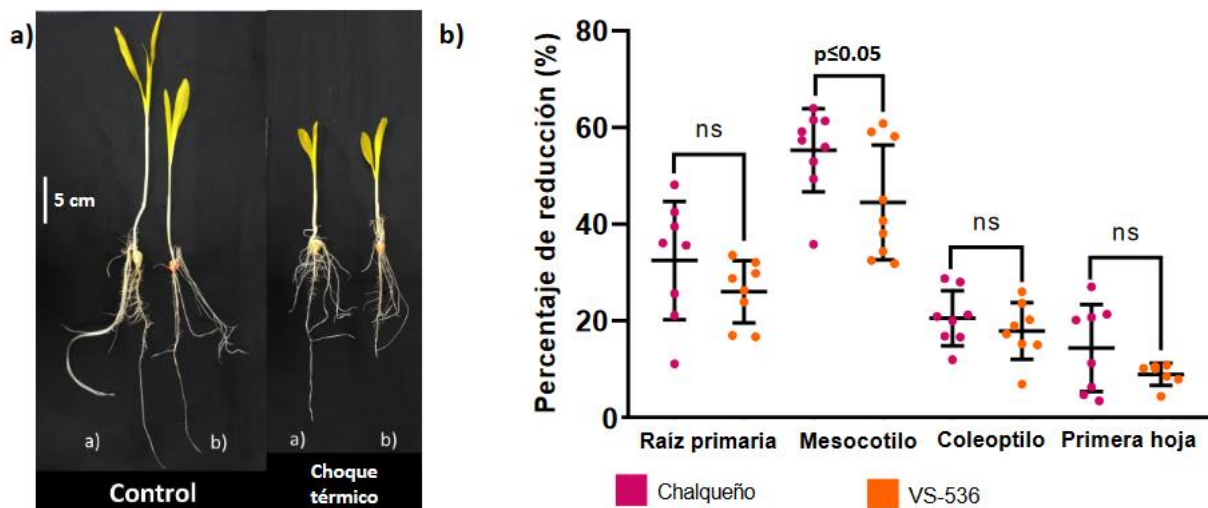 a)
5 cm
a)
b)
Control
a)
b)
Choque
térmico
b)
Percentaje de reducción (%)
80
60
40
20
0
ns
p≤0.05
ns
ns
Raíz primaria
Mesocotilo
Coleoptilo
Primera hoja
Chalqueño
VS-536